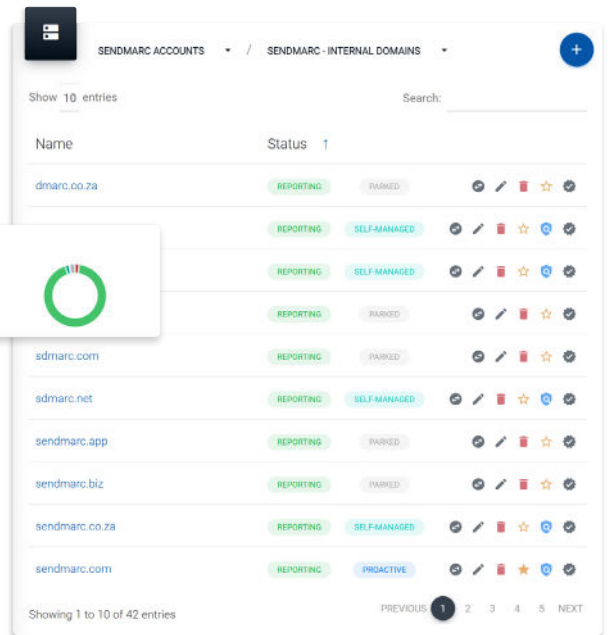 SENDMARC ACCOUNTS / SENDMARC - INTERNAL DOMAINS +
Show 10 entries Search:
Name Status ↑
dmarc.co.za REPORTING PARKED
REPORTING SELF-MANAGED
REPORTING SELF-MANAGED
REPORTING PARKED
sdmarc.com REPORTING PARKED
sdmarc.net REPORTING SELF-MANAGED
sendmarc.app REPORTING PARKED
sendmarc.biz REPORTING PARKED
sendmarc.co.za REPORTING SELF-MANAGED
sendmarc.com REPORTING PROACTIVE
Showing 1 to 10 of 42 entries PREVIOUS 1 2 3 4 5 NEXT